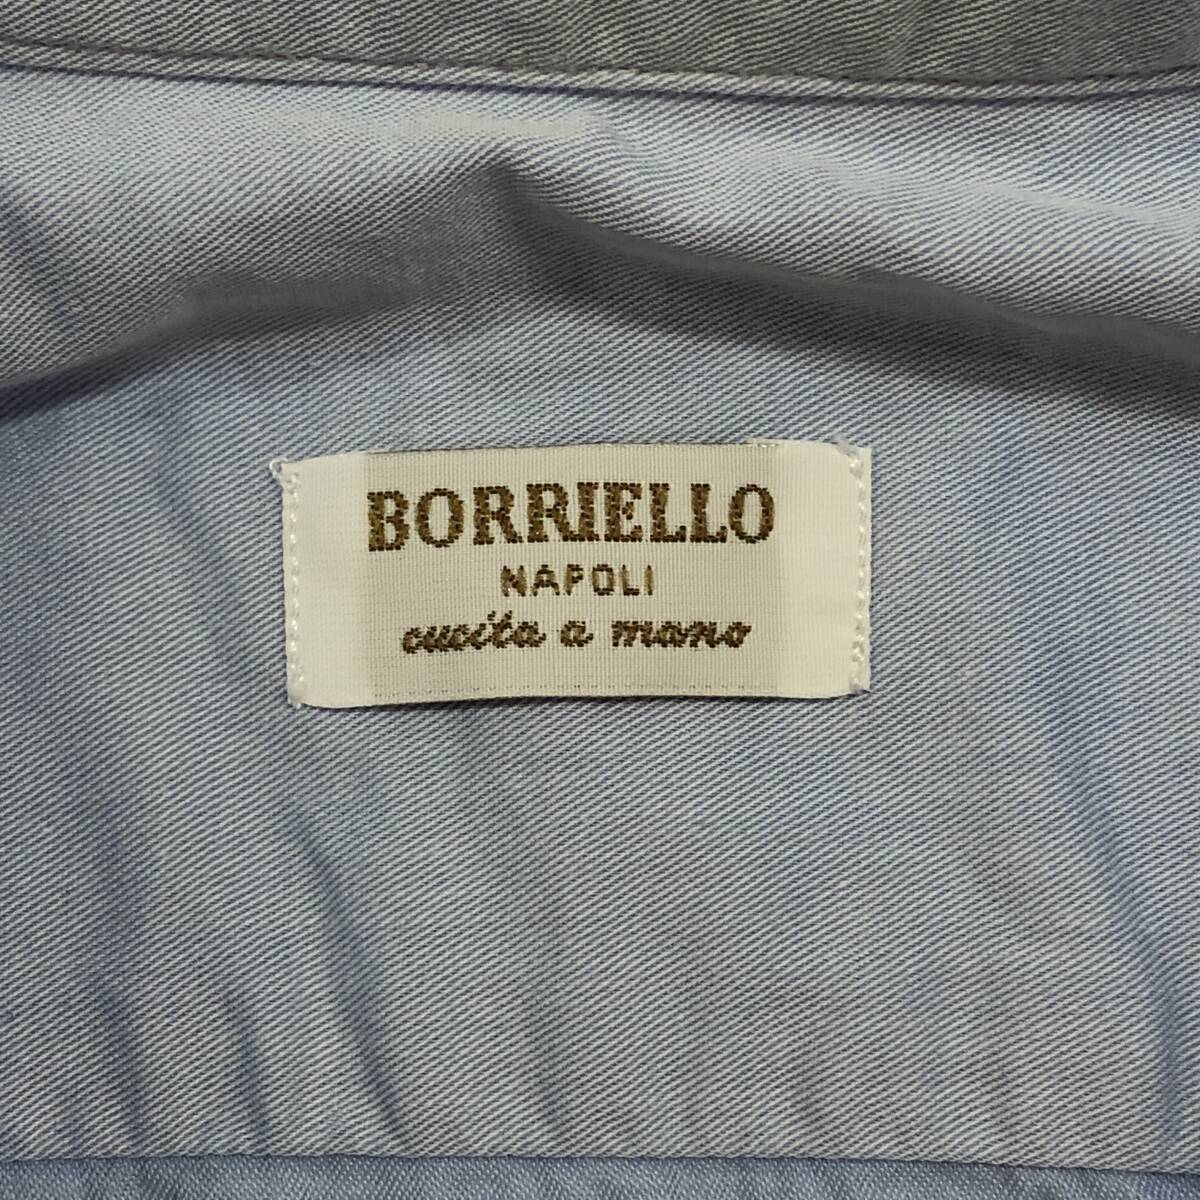 BORRIELLO
NAPOLI
cucita a mano